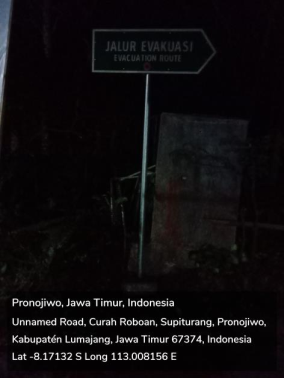 JALUR EVAKUASI
EVACUATION ROUTE
Pronojiwo, Jawa Timur, Indonesia
Unnamed Road, Curah Roboan, Supiturang, Pronojiwo,
Kabupatén Lumajang, Jawa Timur 67374, Indonesia
Lat -8.17132 S Long 113.008156 E